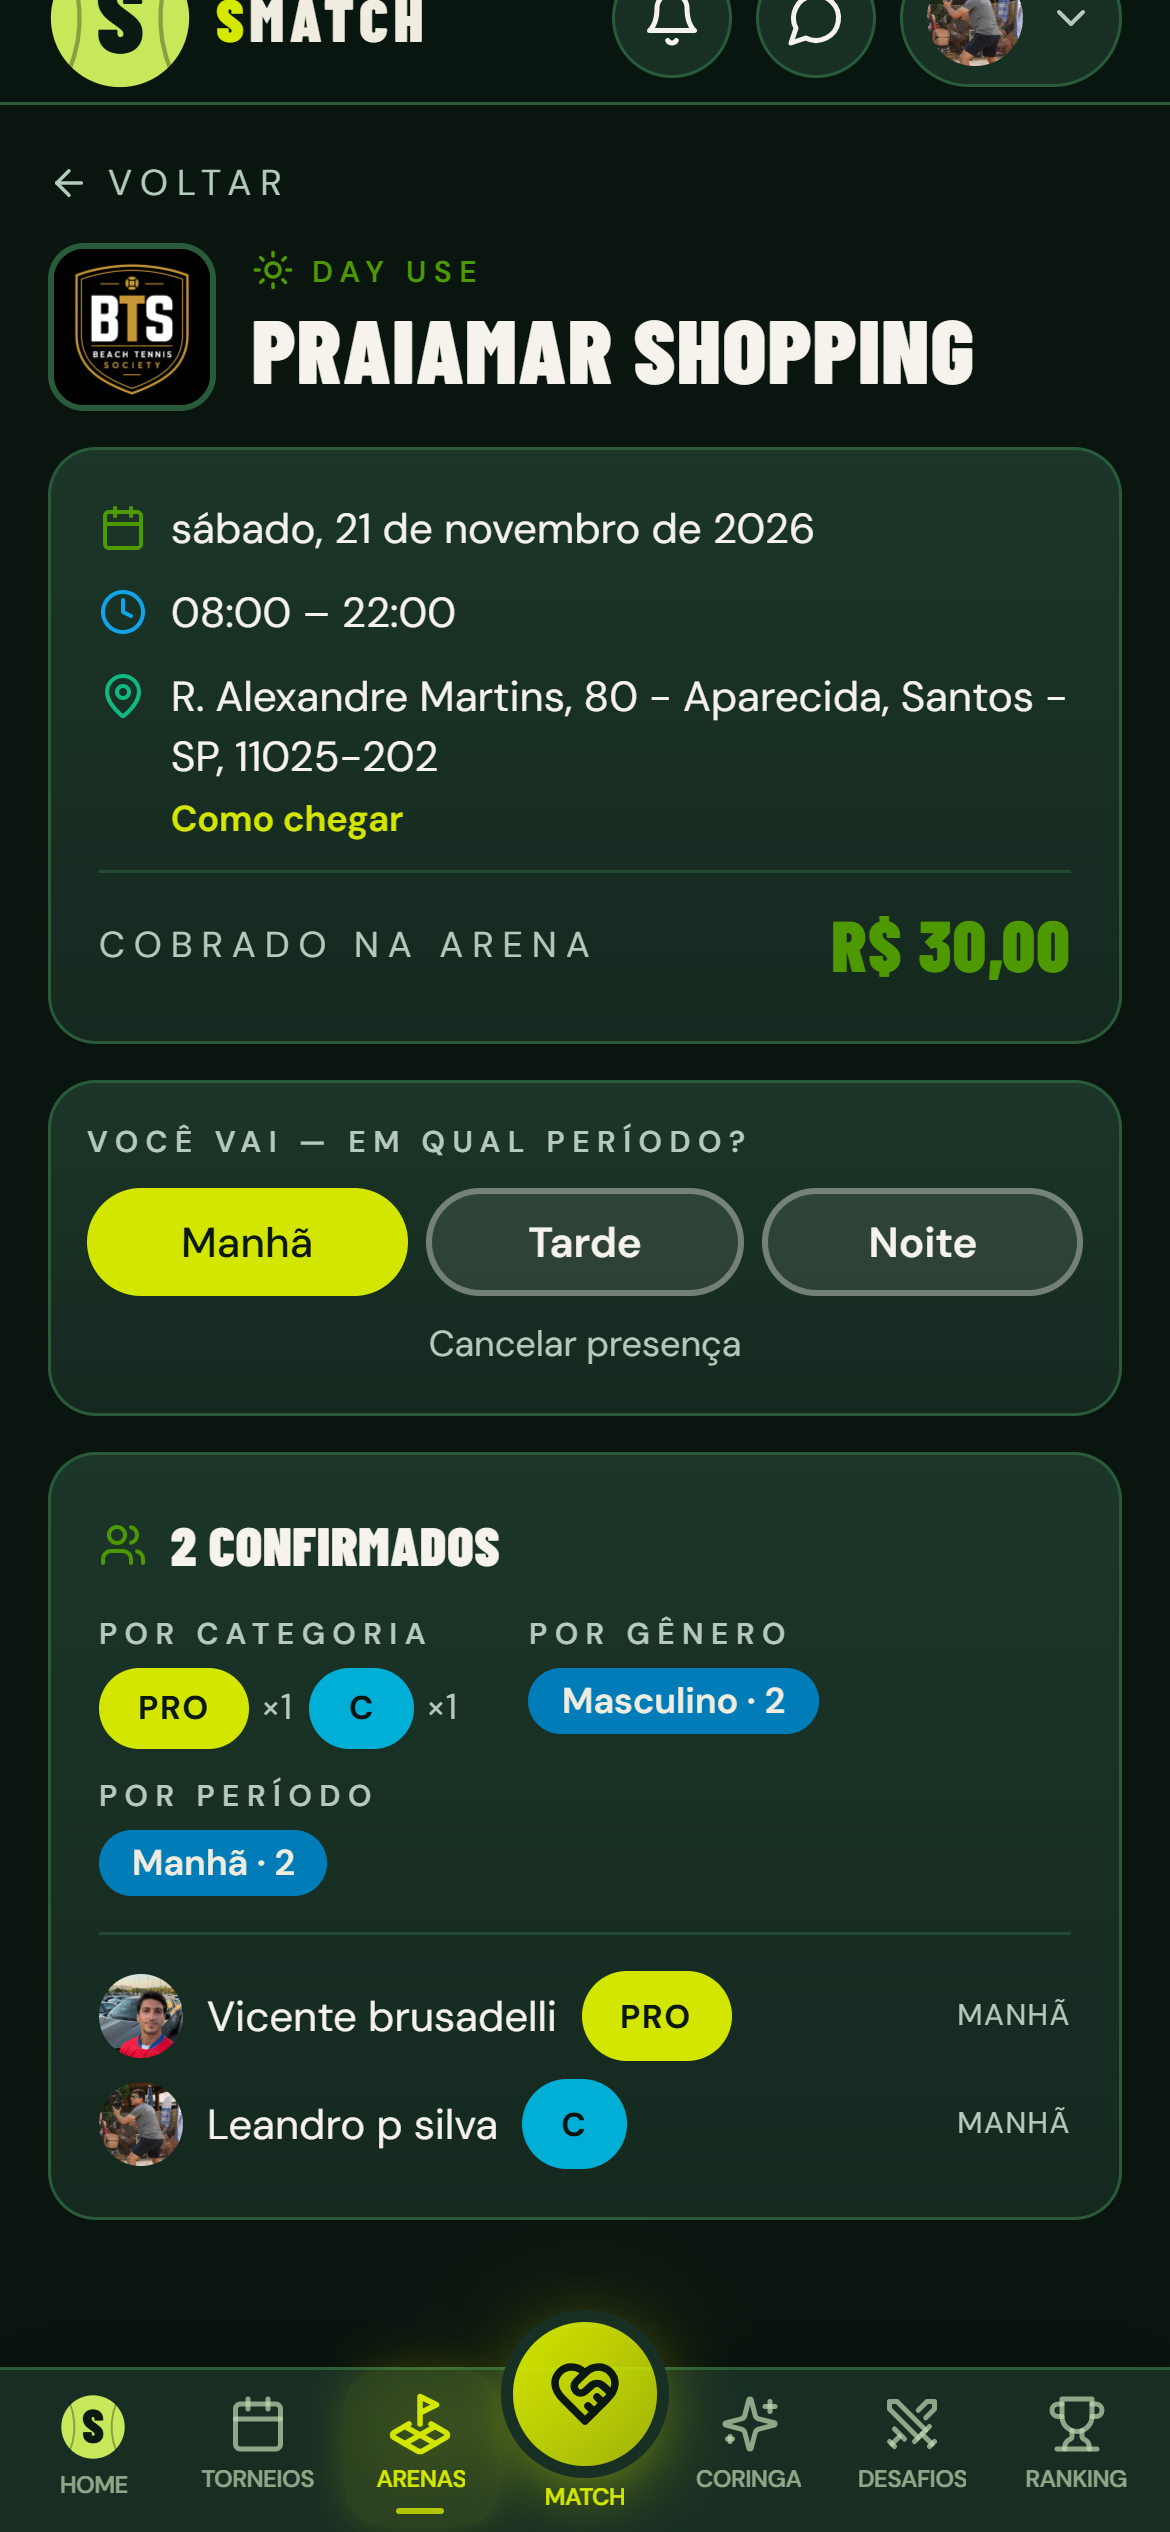 S
SMATCH
VOLTAR
BTS
BEACH TENNIS
SOCIETY
DAY USE
PRAIAMAR SHOPPING
sábado, 21 de novembro de 2026
08:00 – 22:00
R. Alexandre Martins, 80 - Aparecida, Santos -
SP, 11025-202
Como chegar
COBRADO NA ARENA R$ 30,00
VOCÊ VAI — EM QUAL PERÍODO?
Manhã Tarde Noite
Cancelar presença
2 CONFIRMADOS
POR CATEGORIA POR GÊNERO
PRO ×1 C ×1 Masculino · 2
POR PERÍODO
Manhã · 2
Vicente brusadelli PRO MANHÃ
Leandro p silva C MANHÃ
S
HOME TORNEIOS ARENAS MATCH CORINGA DESAFIOS RANKING